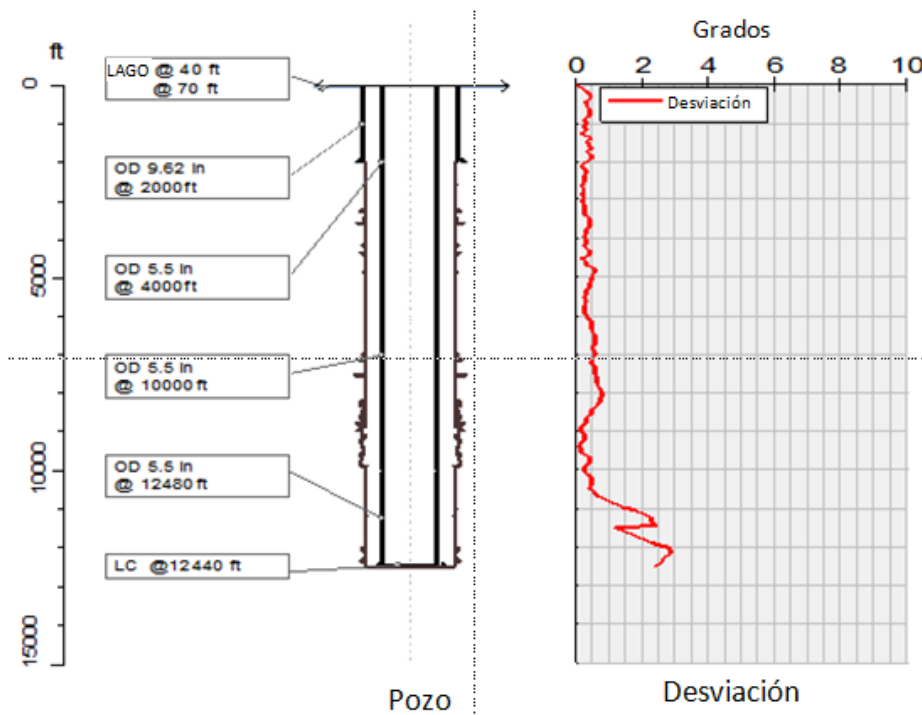 Grados
ft
0 2 4 6 8 10
LAGO @ 40 ft
@ 70 ft
0
Desviación
OD 9.62 in
@ 2000ft
OD 5.5 in
@ 4000ft
5000
OD 5.5 in
@ 10000 ft
10000
OD 5.5 in
@ 12480 ft
LC @12440 ft
15000
Pozo
Desviación